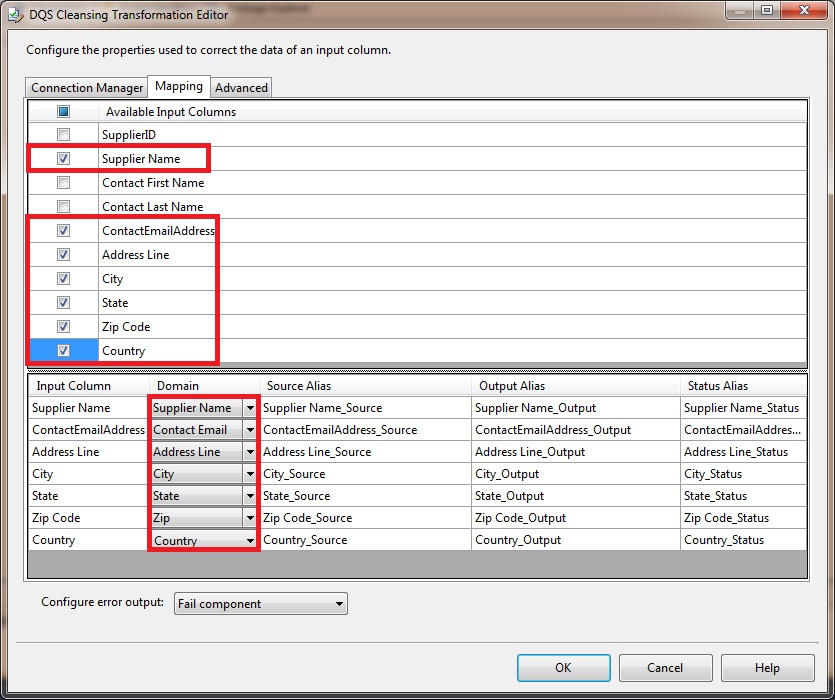 DQS Cleansing Transformation Editor
Configure the properties used to correct the data of an input column.
Connection Manager Mapping Advanced
Available Input Columns
SupplierID
Supplier Name
Contact First Name
Contact Last Name
ContactEmailAddress
Address Line
City
State
Zip Code
Country
Input Column Domain Source Alias Output Alias Status Alias
Supplier Name Supplier Name Supplier Name_Source Supplier Name_Output Supplier Name_Status
ContactEmailAddress Contact Email ContactEmailAddress_Source ContactEmailAddress_Output ContactEmailAddres...
Address Line Address Line Address Line_Source Address Line_Output Address Line_Status
City City City_Source City_Output City_Status
State State State_Source State_Output State_Status
Zip Code Zip Zip Code_Source Zip Code_Output Zip Code_Status
Country Country Country_Source Country_Output Country_Status
Configure error output: Fail component
OK Cancel Help